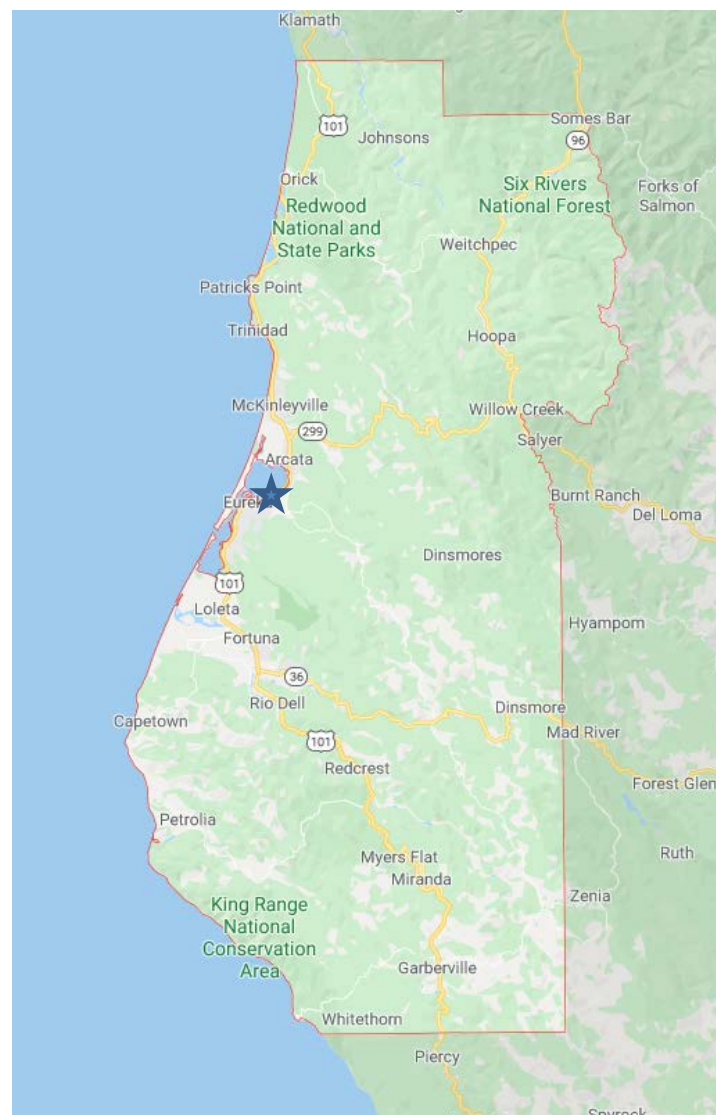 Klamath
101
Johnsons
Somes Bar
96
Orick
Redwood
National and
State Parks
Six Rivers
National Forest
Forks of
Salmon
Weitchpec
Patricks Point
Trinidad
Hoopa
McKinleyville
Willow Creek
299
Salyer
Arcata
Burnt Ranch
Del Loma
Dinsmores
101
Loleta
Hyampom
Fortuna
36
Rio Dell
Dinsmore
Capetown
Mad River
101
Redcrest
Forest Glen
Petrolia
Ruth
Myers Flat
Miranda
Zenia
King Range
National
Conservation
Area
Garberville
Whitethorn
Piercy